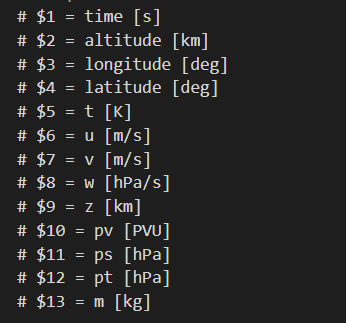 # $1 = time [s]
# $2 = altitude [km]
# $3 = longitude [deg]
# $4 = latitude [deg]
# $5 = t [K]
# $6 = u [m/s]
# $7 = v [m/s]
# $8 = w [hPa/s]
# $9 = z [km]
# $10 = pv [PVU]
# $11 = ps [hPa]
# $12 = pt [hPa]
# $13 = m [kg]